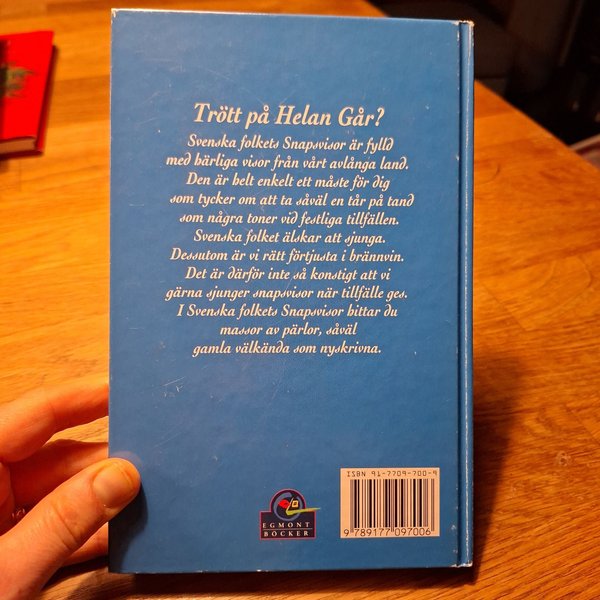 Trött på Helan Går?
Svenska folkets Snapsvisor är fylld
med härliga visor från vårt avlånga land.
Den är helt enkelt ett måste för dig
som tycker om att ta såväl en tår på tand
som några toner vid festliga tillfällen.
Svenska folket älskar att sjunga.
Dessutom är vi rätt förtjusta i brännvin.
Det är därför inte så konstigt att vi
gärna sjunger snapsvisor när tillfälle ges.
I Svenska folkets Snapsvisor hittar du
massor av pärlor, såväl
gamla välkända som nyskrivna.
ISBN 91-7709-700-9
EGMONT
BÖCKER
9 789177 097006